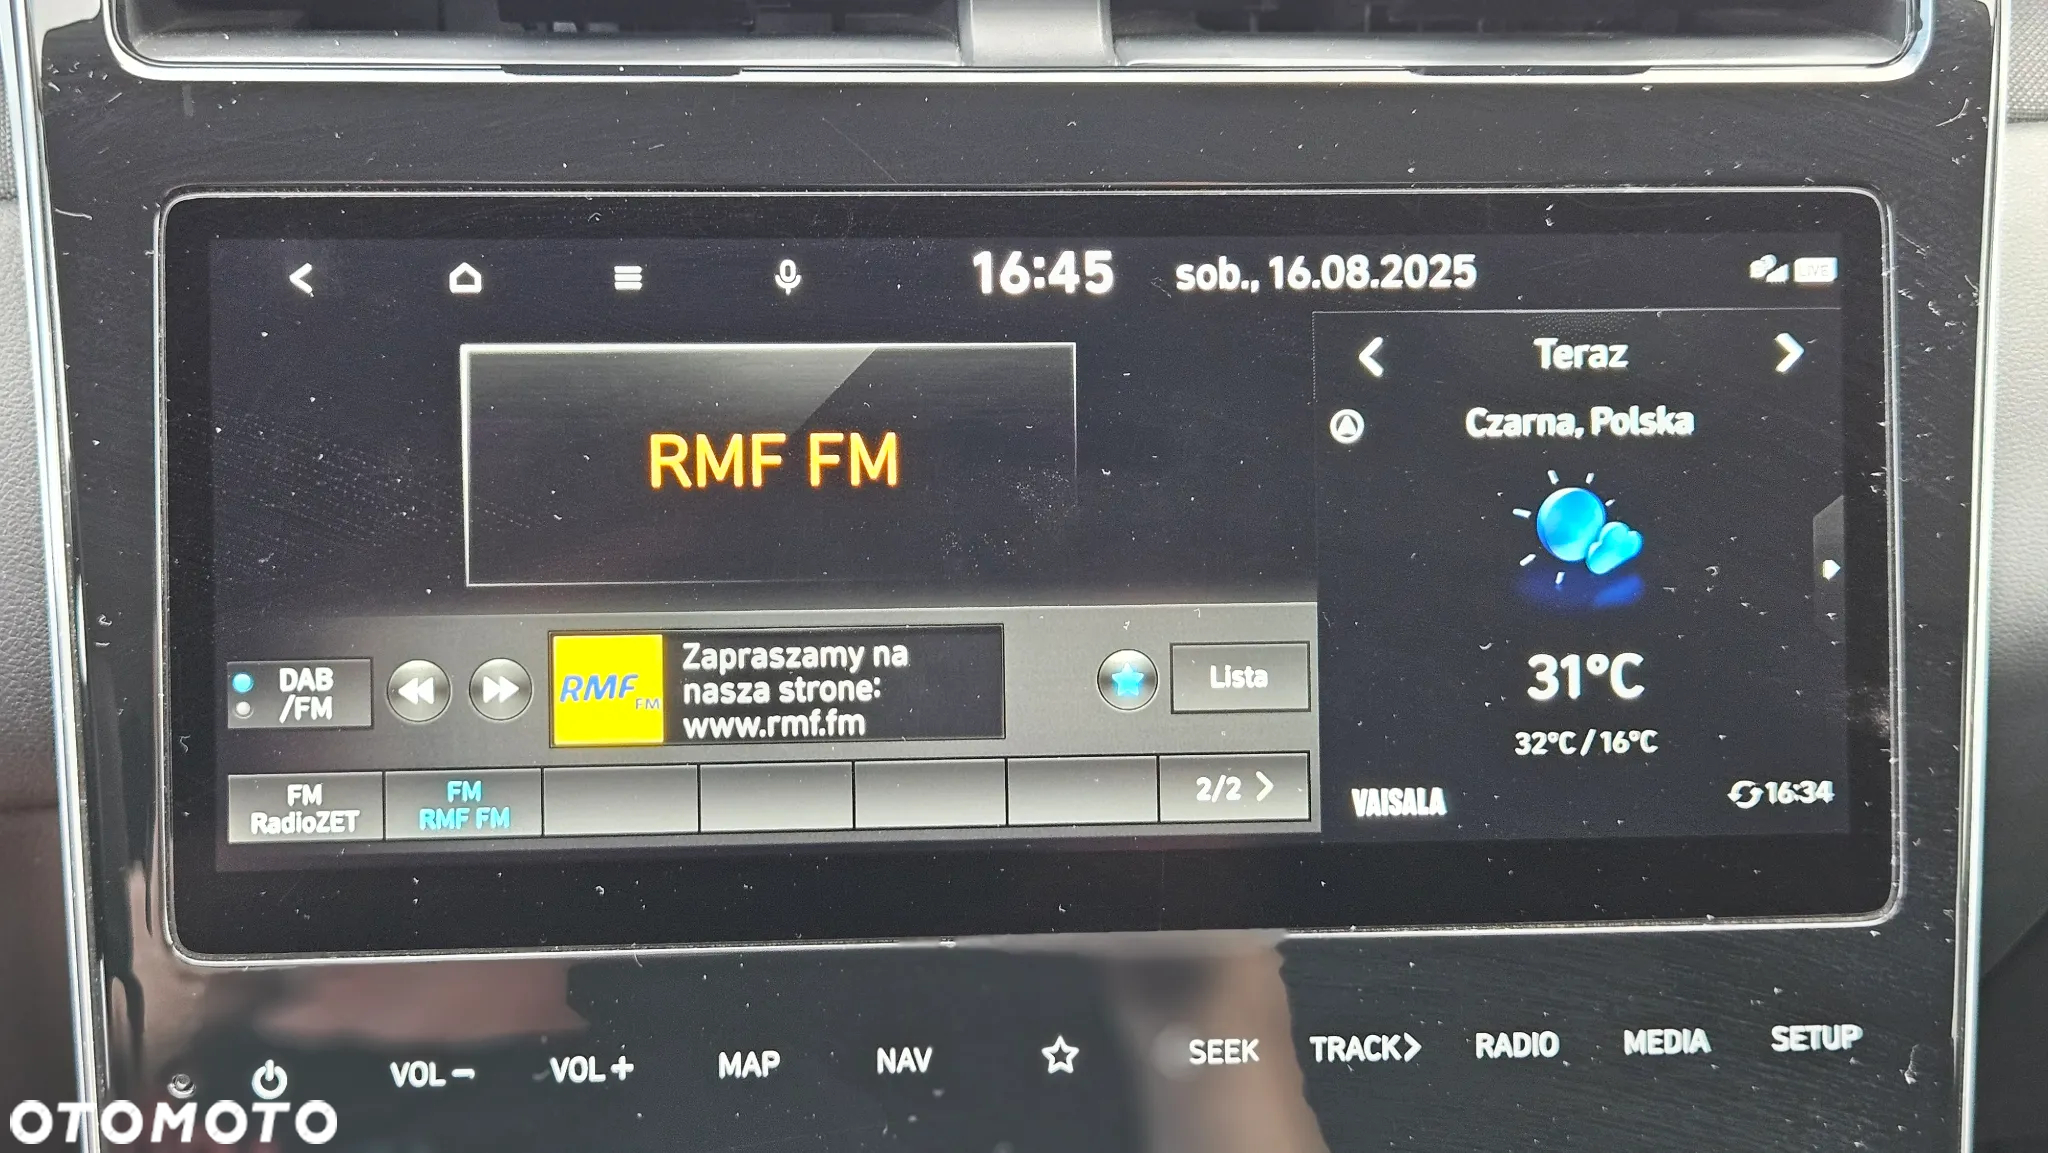 16:45
sob., 16.08.2025
LIVE
RMF FM
Teraz
Czarna, Polska
31°C
32°C / 16°C
VAISALA
16:34
DAB
/FM
RMF
FM
Zapraszamy na
nasza strone:
www.rmf.fm
Lista
FM
RadioZET
FM
RMF FM
2/2 >
VOL −
VOL +
MAP
NAV
SEEK
TRACK>
RADIO
MEDIA
SETUP
OTOMOTO